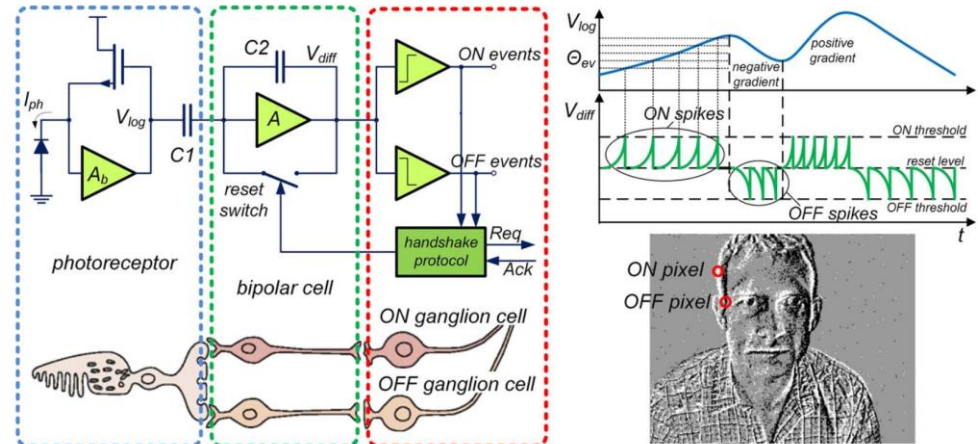 I_ph
A_b
V_log
C1
photoreceptor
C2
V_diff
A
reset
switch
bipolar cell
ON events
OFF events
handshake
protocol
Req
Ack
ON ganglion cell
OFF ganglion cell
V_log
Θ_ev
negative
gradient
positive
gradient
V_diff
ON spikes
ON threshold
reset level
OFF threshold
OFF spikes
t
ON pixel
OFF pixel